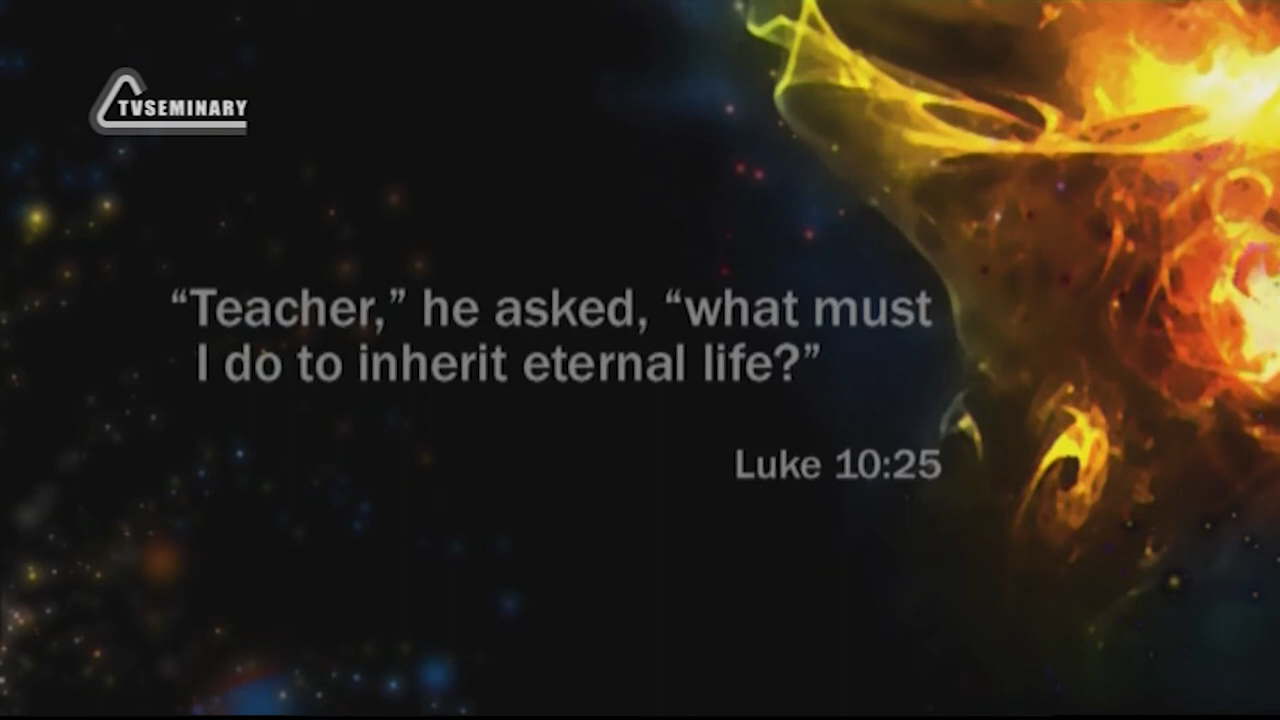 TVSEMINARY
“Teacher,” he asked, “what must
I do to inherit eternal life?”
Luke 10:25